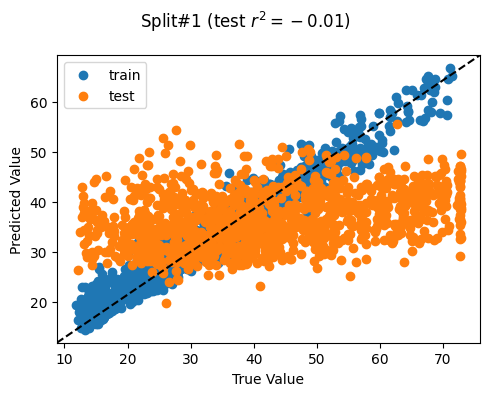 Split#1 (test r² = −0.01)
train
test
60
50
40
30
20
Predicted Value
10 20 30 40 50 60 70
True Value